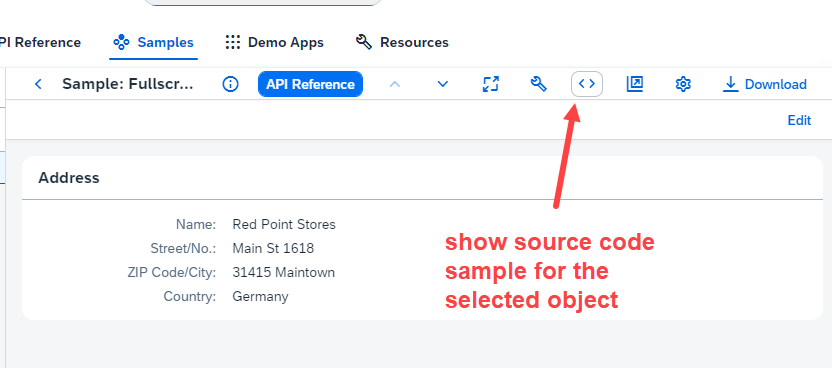 PI Reference Samples Demo Apps Resources
Sample: Fullscr... API Reference Download
Edit
Address
Name: Red Point Stores
Street/No.: Main St 1618
ZIP Code/City: 31415 Maintown
Country: Germany
show source code
sample for the
selected object